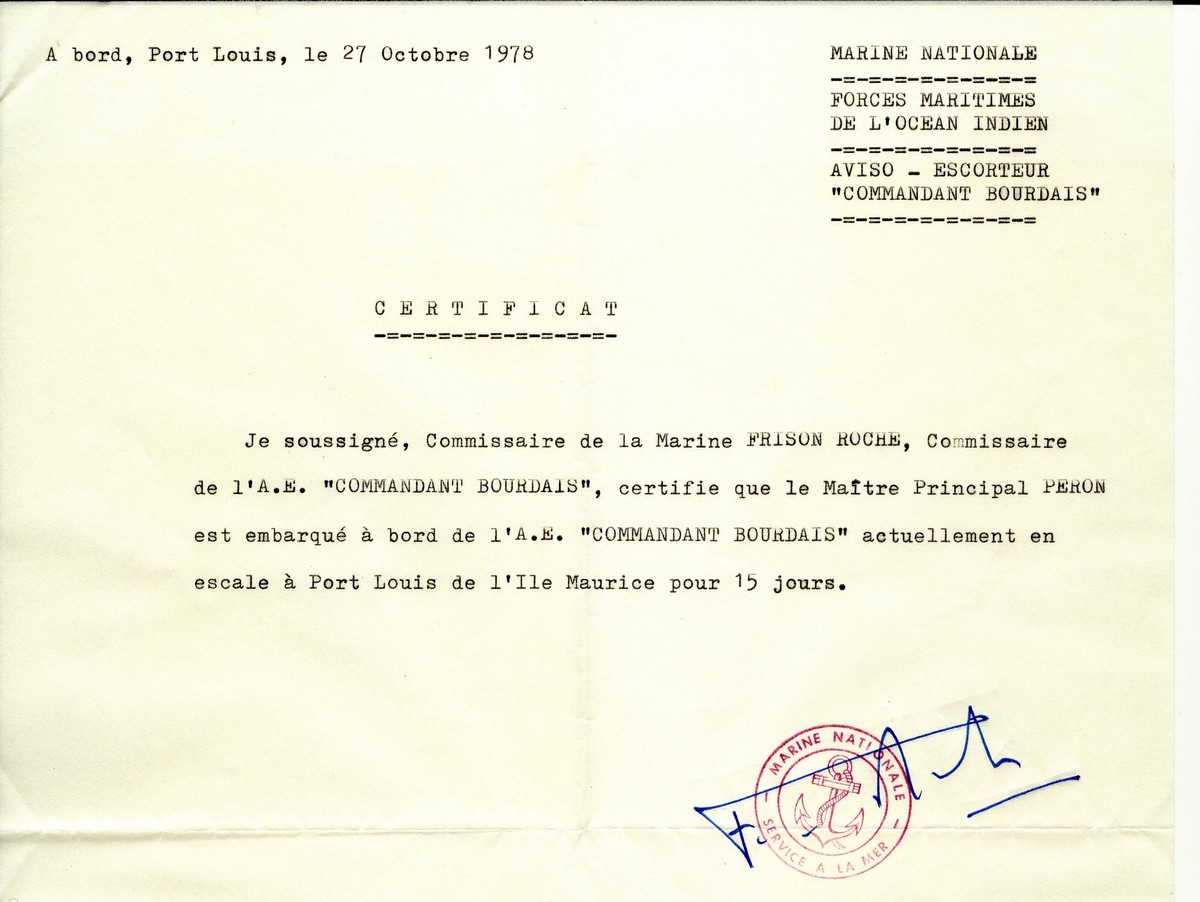 A bord, Port Louis, le 27 Octobre 1978
MARINE NATIONALE
-=-=-=-=-=-=-=-=
FORCES MARITIMES
DE L'OCEAN INDIEN
-=-=-=-=-=-=-=-=
AVISO - ESCORTEUR
"COMMANDANT BOURDAIS"
-=-=-=-=-=-=-=-=
C E R T I F I C A T
-=-=-=-=-=-=-=-=-=-
Je soussigné, Commissaire de la Marine FRISON ROCHE, Commissaire
de l'A.E. "COMMANDANT BOURDAIS", certifie que le Maître Principal PERON
est embarqué à bord de l'A.E. "COMMANDANT BOURDAIS" actuellement en
escale à Port Louis de l'Ile Maurice pour 15 jours.
MARINE NATIONALE
SERVICE A LA MER